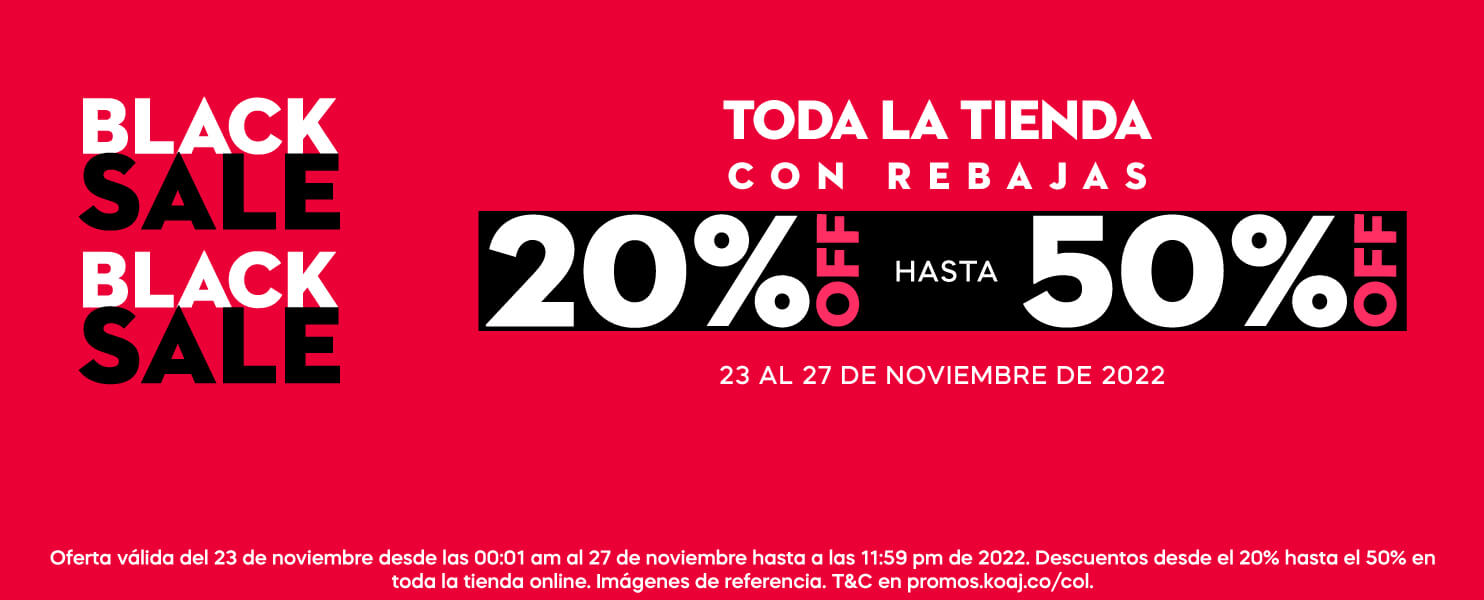 BLACK
SALE
BLACK
SALE
TODA LA TIENDA
CON REBAJAS
20% OFF HASTA 50% OFF
23 AL 27 DE NOVIEMBRE DE 2022
Oferta válida del 23 de noviembre desde las 00:01 am al 27 de noviembre hasta a las 11:59 pm de 2022. Descuentos desde el 20% hasta el 50% en
toda la tienda online. Imágenes de referencia. T&C en promos.koaj.co/col.